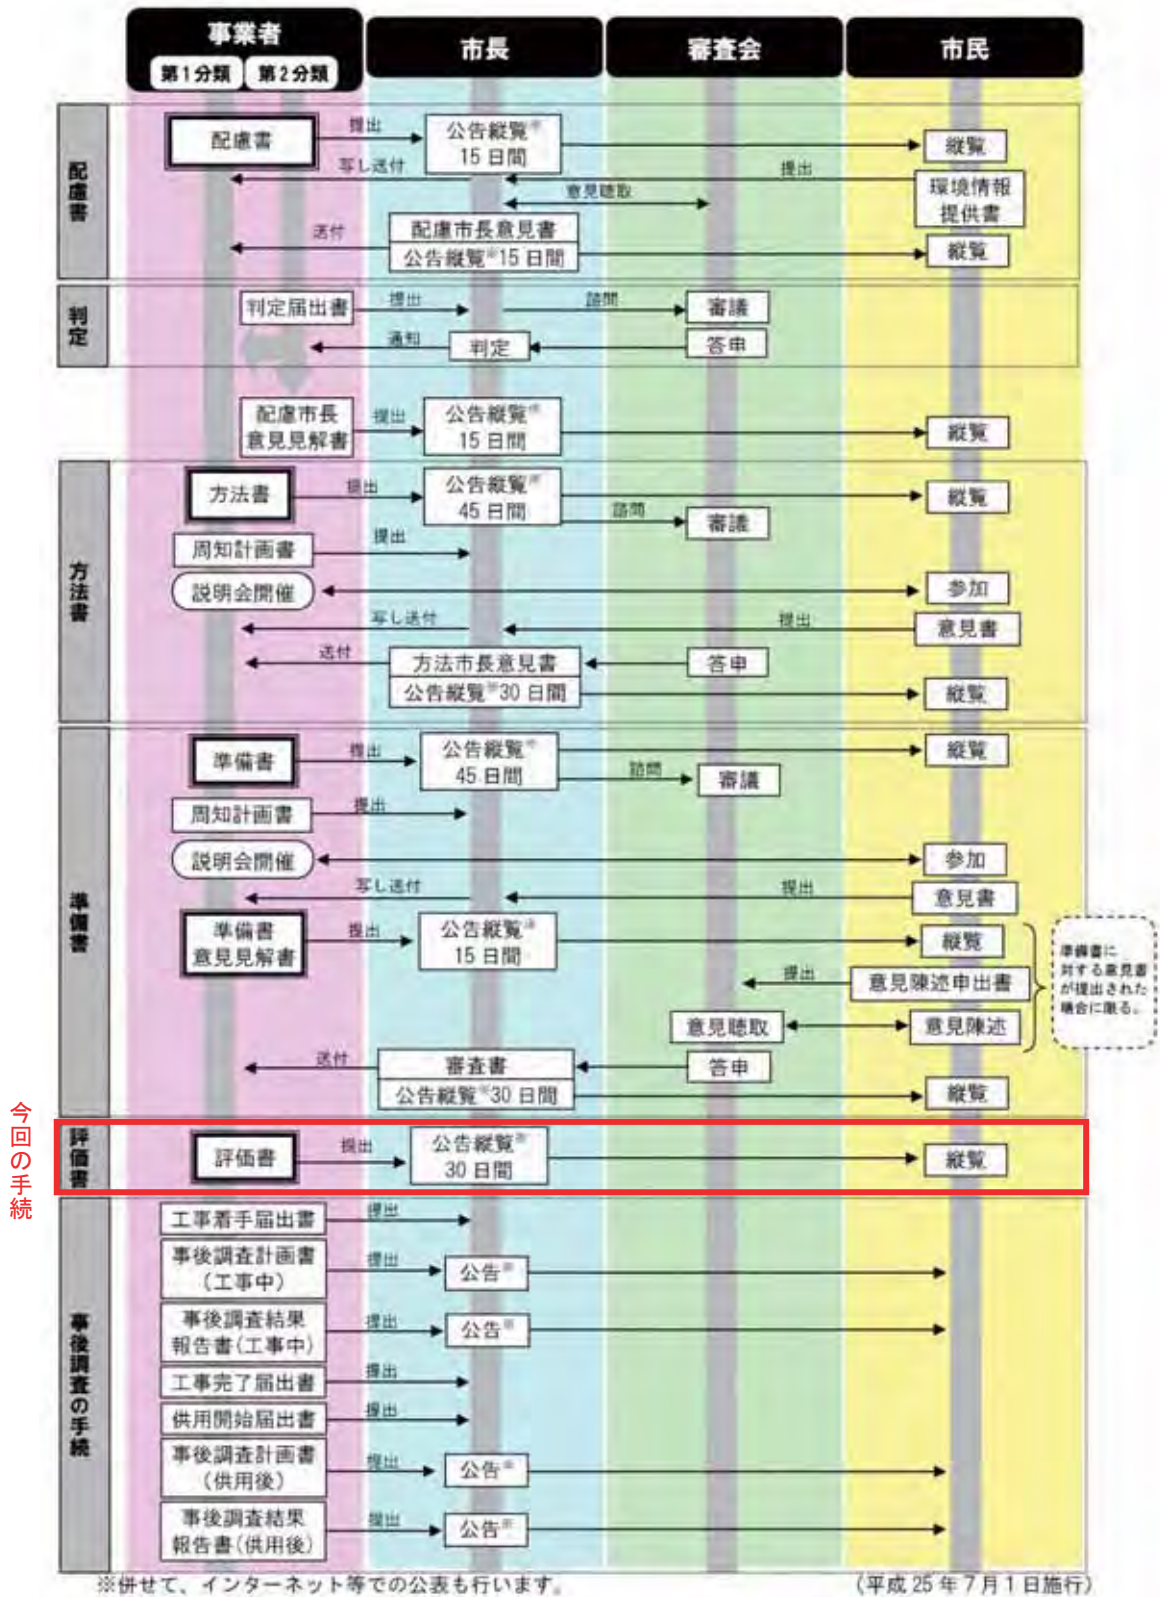 事業者
第1分類
第2分類
市長
審査会
市民
配慮書
配慮書
提出
公告縦覧※
15日間
縦覧
写し送付
提出
環境情報
提供書
意見聴取
送付
配慮市長意見書
公告縦覧※15日間
縦覧
判定
判定届出書
提出
諮問
審議
通知
判定
答申
配慮市長
意見見解書
提出
公告縦覧※
15日間
縦覧
方法書
方法書
提出
公告縦覧※
45日間
縦覧
諮問
審議
周知計画書
提出
説明会開催
参加
写し送付
提出
意見書
送付
方法市長意見書
公告縦覧※30日間
答申
縦覧
準備書
準備書
提出
公告縦覧※
45日間
縦覧
諮問
審議
周知計画書
提出
説明会開催
参加
写し送付
提出
意見書
準備書
意見見解書
提出
公告縦覧※
15日間
縦覧
提出
意見陳述申出書
意見聴取
意見陳述
準備書に
対する意見書
が提出された
場合に限る。
送付
審査書
公告縦覧※30日間
答申
縦覧
今回の手続
評価書
評価書
提出
公告縦覧※
30日間
縦覧
事後調査の手続
工事着手届出書
提出
事後調査計画書
(工事中)
提出
公告※
事後調査結果
報告書(工事中)
提出
公告※
工事完了届出書
提出
供用開始届出書
提出
事後調査計画書
(供用後)
提出
公告※
事後調査結果
報告書(供用後)
提出
公告※
※併せて、インターネット等での公表も行います。
(平成25年7月1日施行)